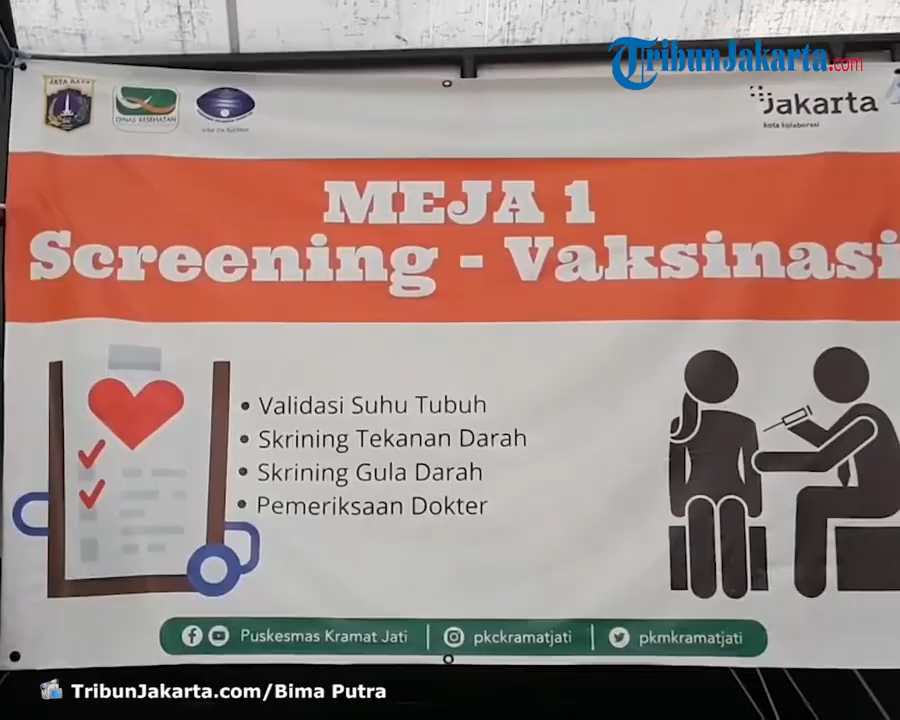 TribunJakarta.com
JAYA RAYA
DINAS KESEHATAN
Jakarta
kota kolaborasi
MEJA 1
Screening - Vaksinasi
• Validasi Suhu Tubuh
• Skrining Tekanan Darah
• Skrining Gula Darah
• Pemeriksaan Dokter
Puskesmas Kramat Jati | pkckramatjati | pkmkramatjati
TribunJakarta.com/Bima Putra